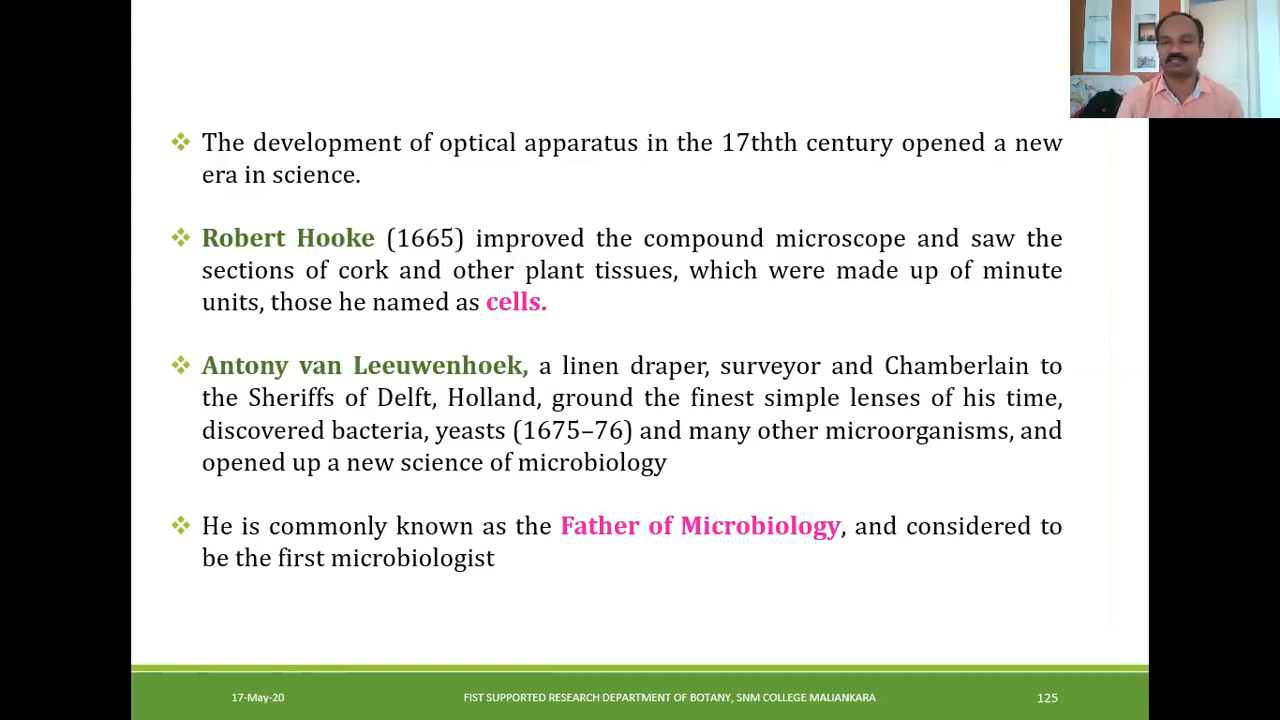 The development of optical apparatus in the 17thth century opened a new
era in science.
Robert Hooke (1665) improved the compound microscope and saw the
sections of cork and other plant tissues, which were made up of minute
units, those he named as cells.
Antony van Leeuwenhoek, a linen draper, surveyor and Chamberlain to
the Sheriffs of Delft, Holland, ground the finest simple lenses of his time,
discovered bacteria, yeasts (1675–76) and many other microorganisms, and
opened up a new science of microbiology
He is commonly known as the Father of Microbiology, and considered to
be the first microbiologist
17-May-20 FIST SUPPORTED RESEARCH DEPARTMENT OF BOTANY, SNM COLLEGE MALIANKARA 125